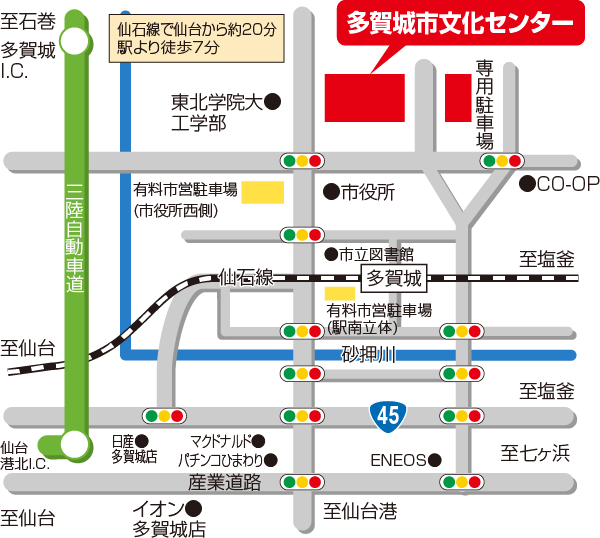 至石巻
多賀城
I.C.
仙石線で仙台から約20分
駅より徒歩7分
多賀城市文化センター
東北学院大
工学部
専用駐車場
有料市営駐車場
(市役所西側)
市役所
CO-OP
三陸自動車道
市立図書館
至塩釜
仙石線
多賀城
有料市営駐車場
(駅南立体)
至仙台
砂押川
至塩釜
45
仙台
港北I.C.
日産
多賀城店
マクドナルド
パチンコひまわり
ENEOS
至七ヶ浜
産業道路
至仙台
イオン
多賀城店
至仙台港